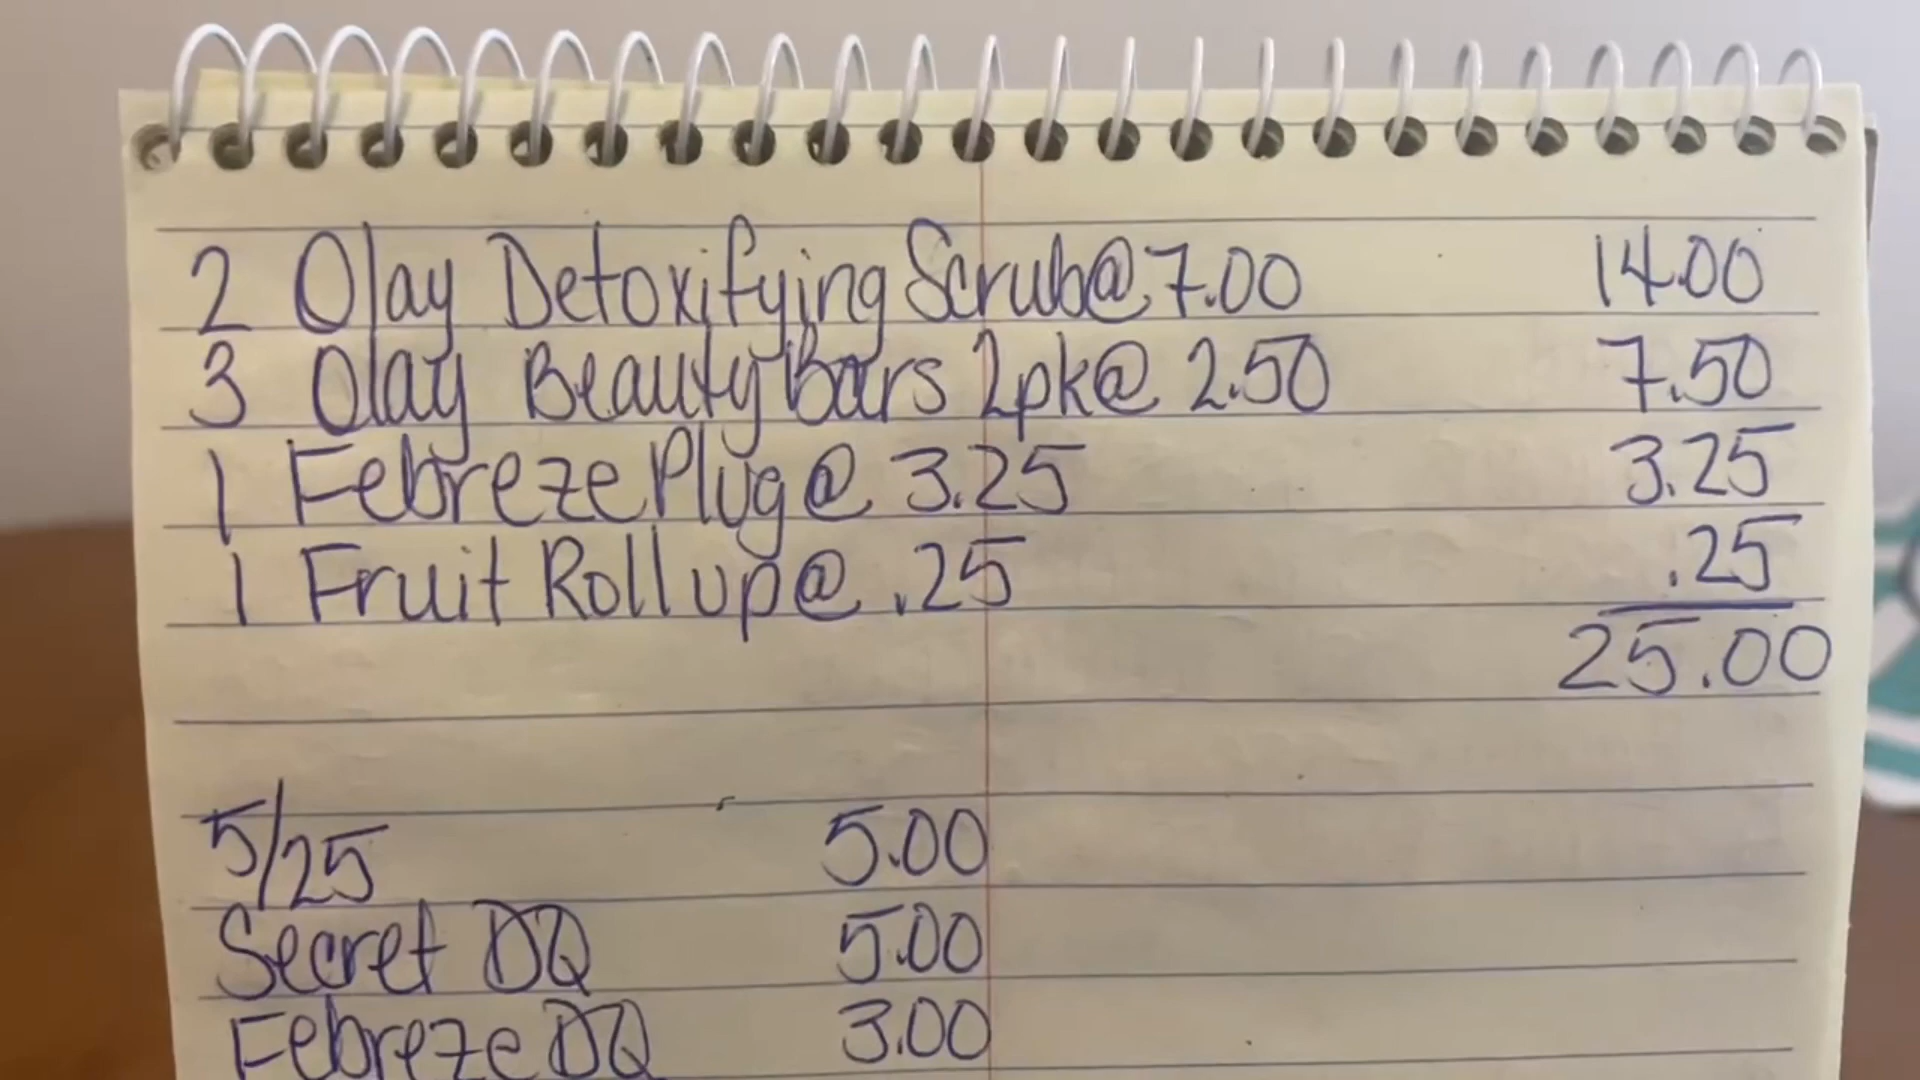 2 Olay Detoxifying Scrub@ 7.00 14.00
3 Olay Beauty Bars 2pk@ 2.50 7.50
1 Febreze Plug@ 3.25 3.25
1 Fruit Roll up@ .25 .25
25.00
5/25 5.00
Secret DQ 5.00
Febreze DQ 3.00